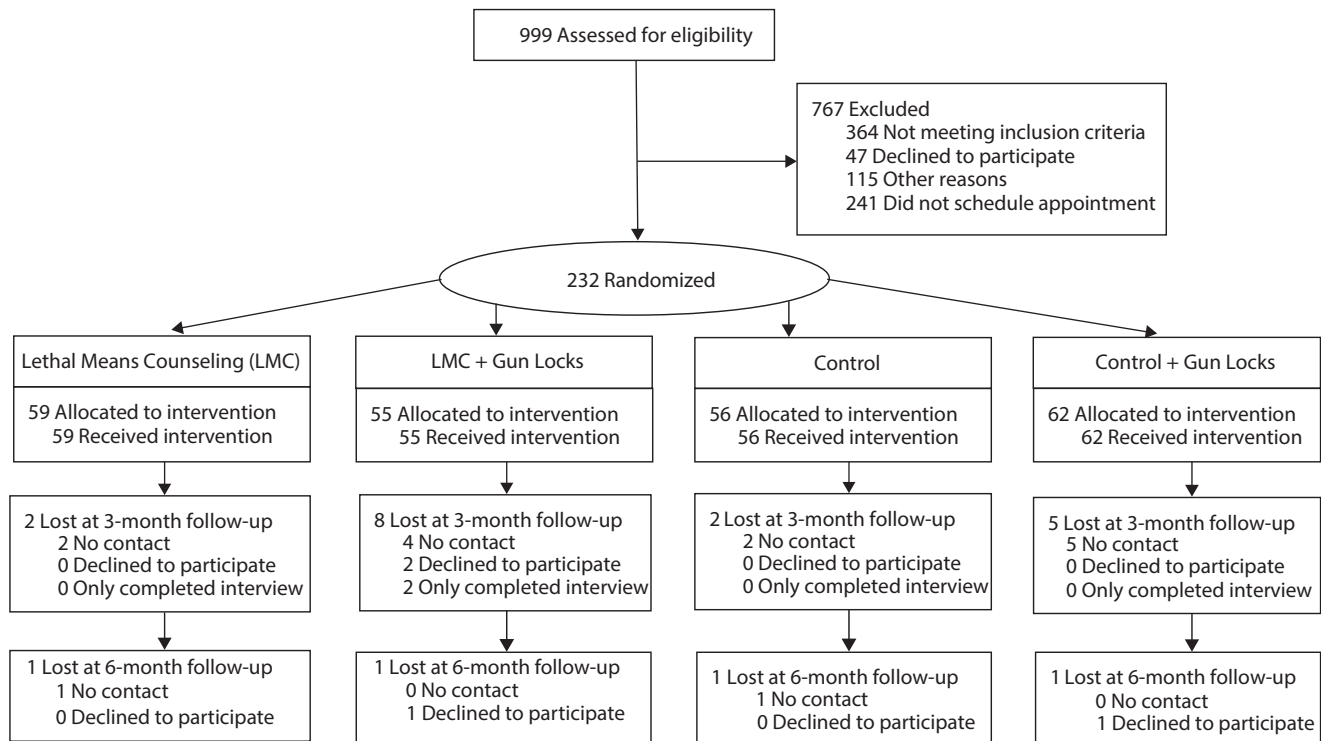 999 Assessed for eligibility
767 Excluded
364 Not meeting inclusion criteria
47 Declined to participate
115 Other reasons
241 Did not schedule appointment
232 Randomized
Lethal Means Counseling (LMC)
59 Allocated to intervention
59 Received intervention
2 Lost at 3-month follow-up
2 No contact
0 Declined to participate
0 Only completed interview
1 Lost at 6-month follow-up
1 No contact
0 Declined to participate
LMC + Gun Locks
55 Allocated to intervention
55 Received intervention
8 Lost at 3-month follow-up
4 No contact
2 Declined to participate
2 Only completed interview
1 Lost at 6-month follow-up
0 No contact
1 Declined to participate
Control
56 Allocated to intervention
56 Received intervention
2 Lost at 3-month follow-up
2 No contact
0 Declined to participate
0 Only completed interview
1 Lost at 6-month follow-up
1 No contact
0 Declined to participate
Control + Gun Locks
62 Allocated to intervention
62 Received intervention
5 Lost at 3-month follow-up
5 No contact
0 Declined to participate
0 Only completed interview
1 Lost at 6-month follow-up
0 No contact
1 Declined to participate